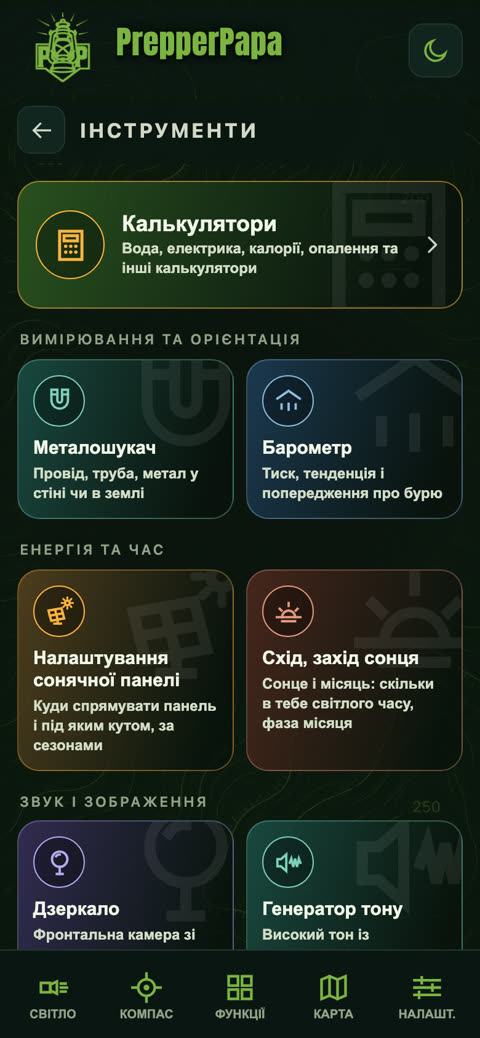 PrepperPapa
ІНСТРУМЕНТИ
Калькулятори
Вода, електрика, калорії, опалення та
інші калькулятори
ВИМІРЮВАННЯ ТА ОРІЄНТАЦІЯ
Металошукач
Провід, труба, метал у
стіні чи в землі
Барометр
Тиск, тенденція і
попередження про бурю
ЕНЕРГІЯ ТА ЧАС
Налаштування
сонячної панелі
Куди спрямувати панель
і під яким кутом, за
сезонами
Схід, захід сонця
Сонце і місяць: скільки
в тебе світлого часу,
фаза місяця
ЗВУК І ЗОБРАЖЕННЯ
250
Дзеркало
Фронтальна камера зі
Генератор тону
Високий тон із
СВІТЛО
КОМПАС
ФУНКЦІЇ
КАРТА
НАЛАШТ.